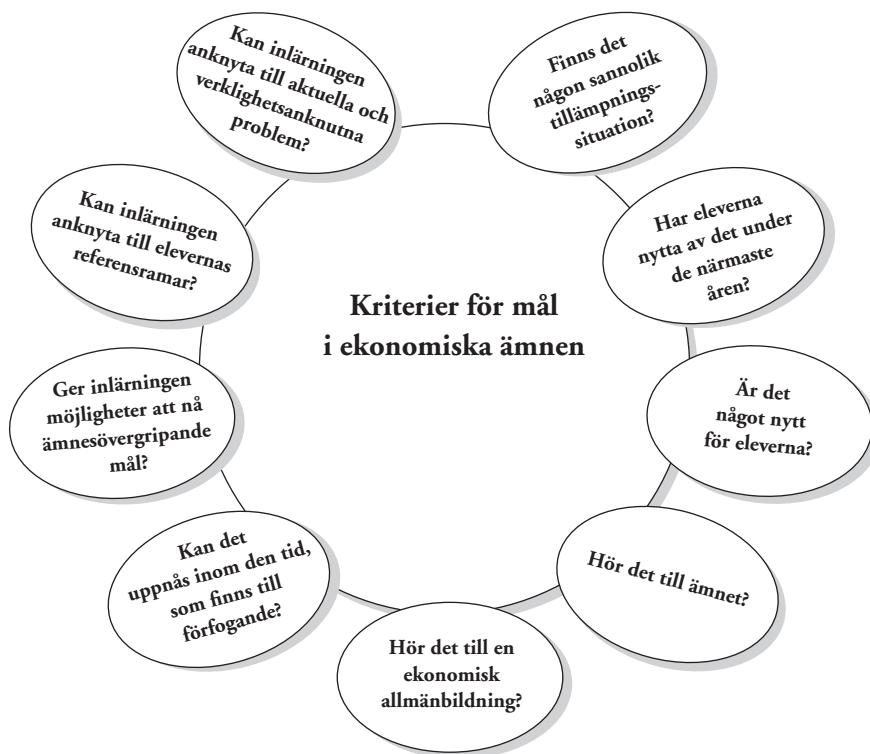 Kan inlärningen
anknyta till aktuella och
verklighetsanknutna
problem?
Finns det
någon sannolik
tillämpnings-
situation?
Kan inlärningen
anknyta till elevernas
referensramar?
Har eleverna
nytta av det under
de närmaste
åren?
Kriterier för mål
i ekonomiska ämnen
Ger inlärningen
möjligheter att nå
ämnesövergripande
mål?
Är det
något nytt
för eleverna?
Kan det
uppnås inom den tid,
som finns till
förfogande?
Hör det till ämnet?
Hör det till en
ekonomisk
allmänbildning?